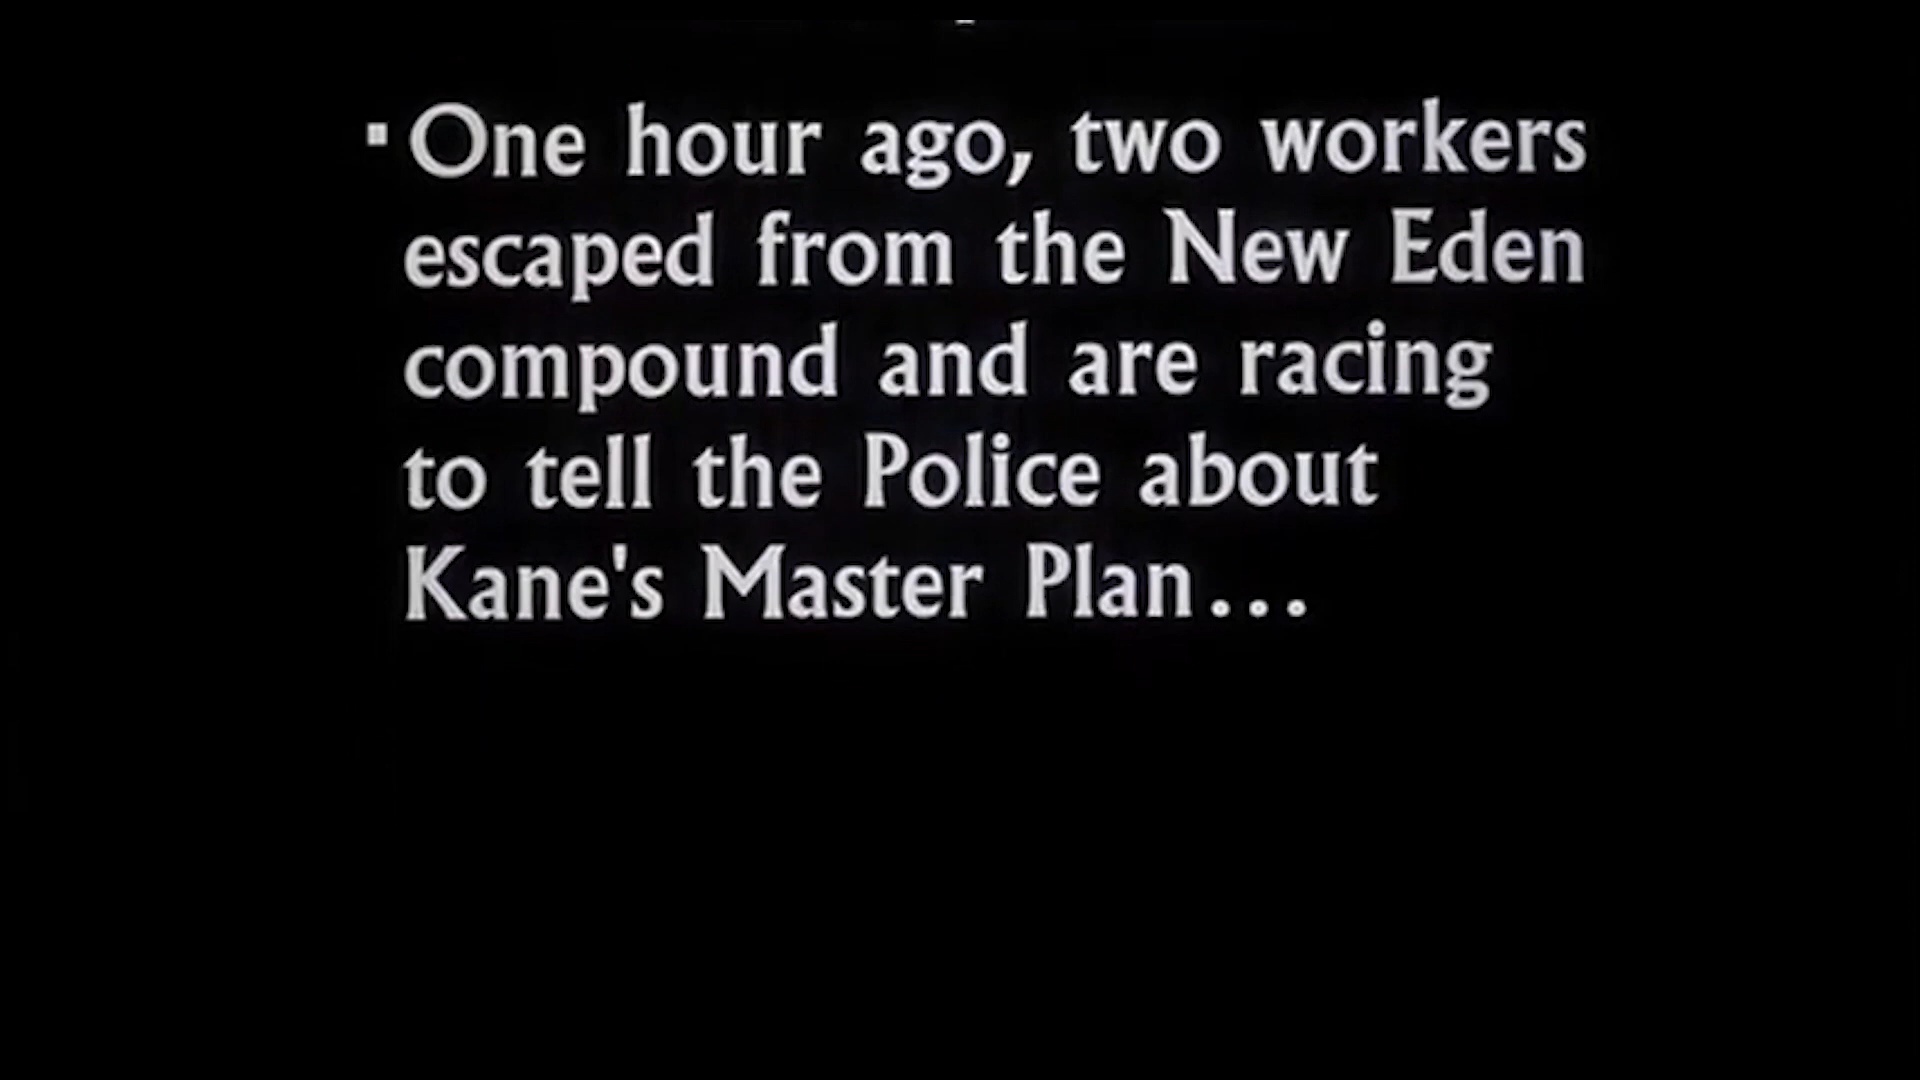 ▪One hour ago, two workers
escaped from the New Eden
compound and are racing
to tell the Police about
Kane's Master Plan...